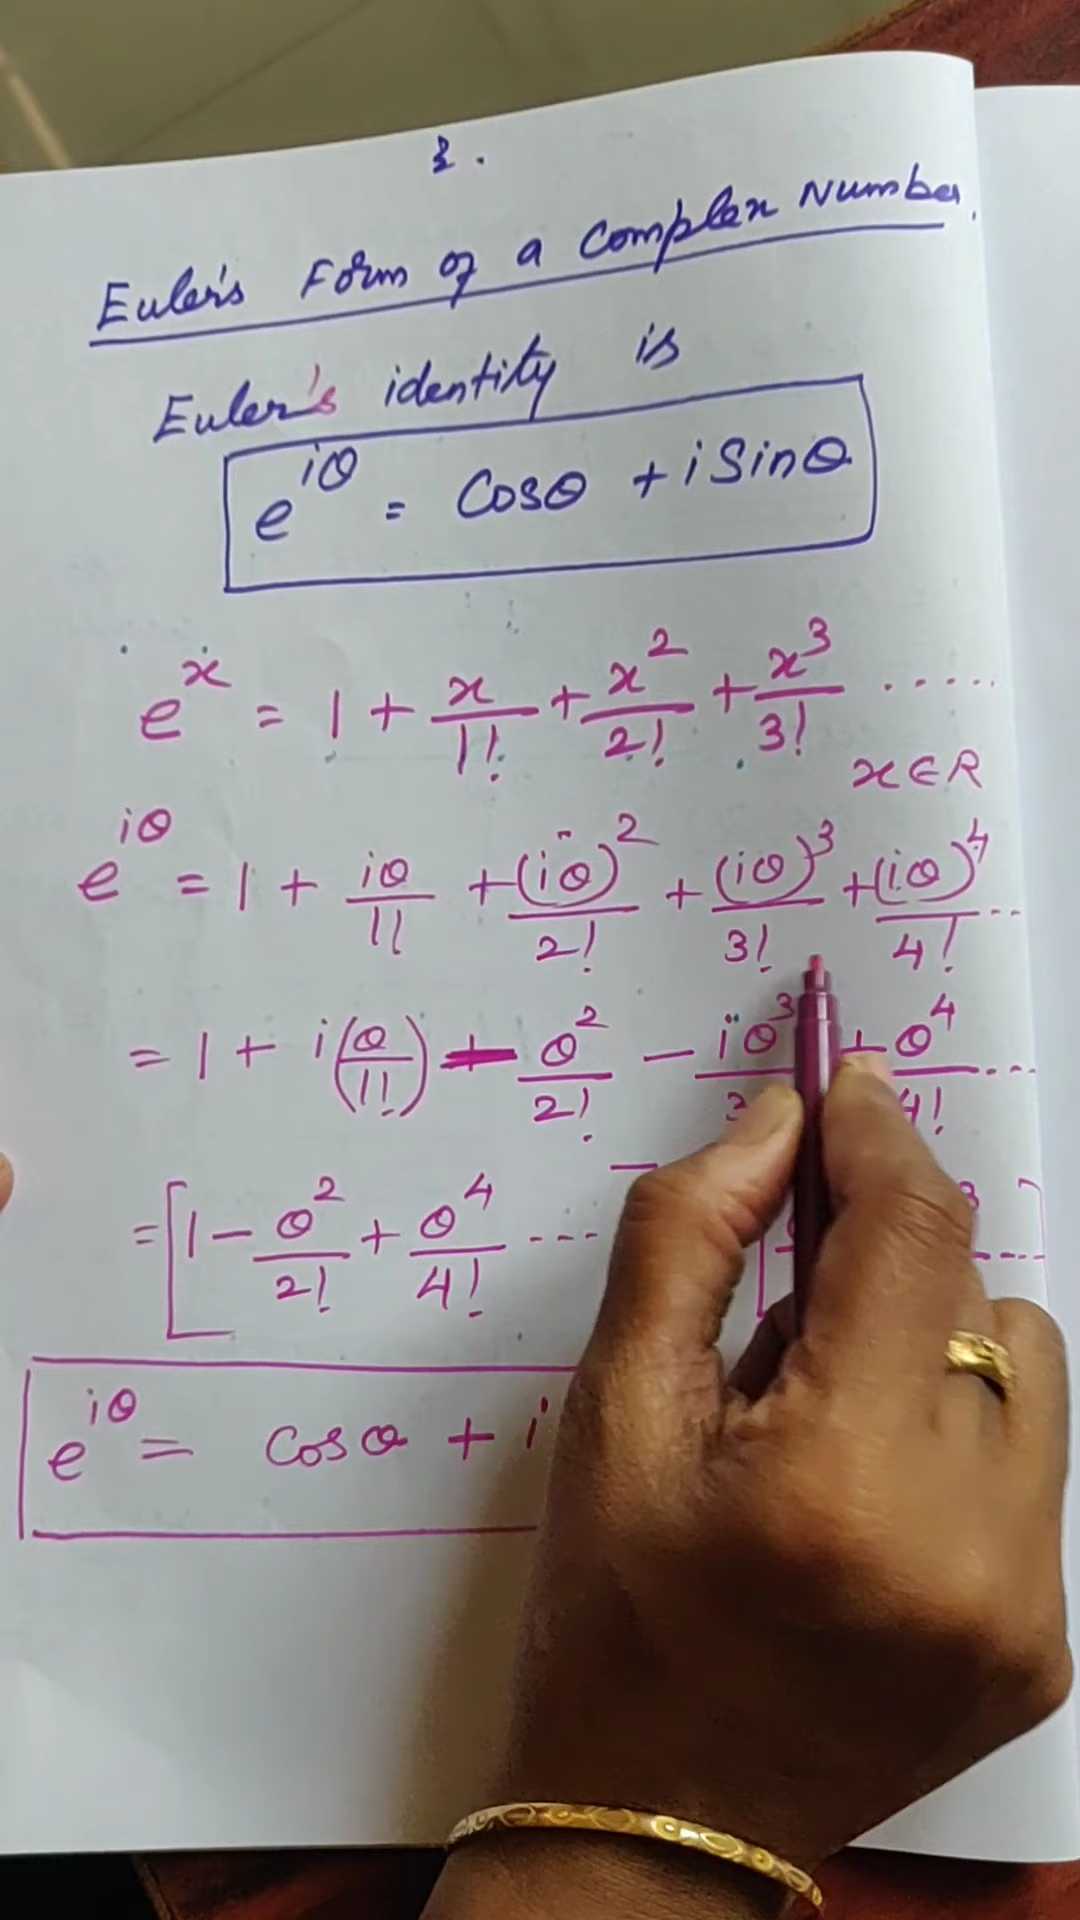 Euler's Form of a Complex Number.
Euler's identity is
e^iθ = Cosθ + i Sinθ
e^x = 1 + x/1! + x^2/2! + x^3/3! .....
x ∈ R
e^iθ = 1 + iθ/1! + (iθ)^2/2! + (iθ)^3/3! + (iθ)^4/4! ...
= 1 + i(θ/1!) - θ^2/2! - iθ^3/3 + θ^4/4! ...
= [1 - θ^2/2! + θ^4/4! .... 3 ...]
e^iθ = cosθ + i